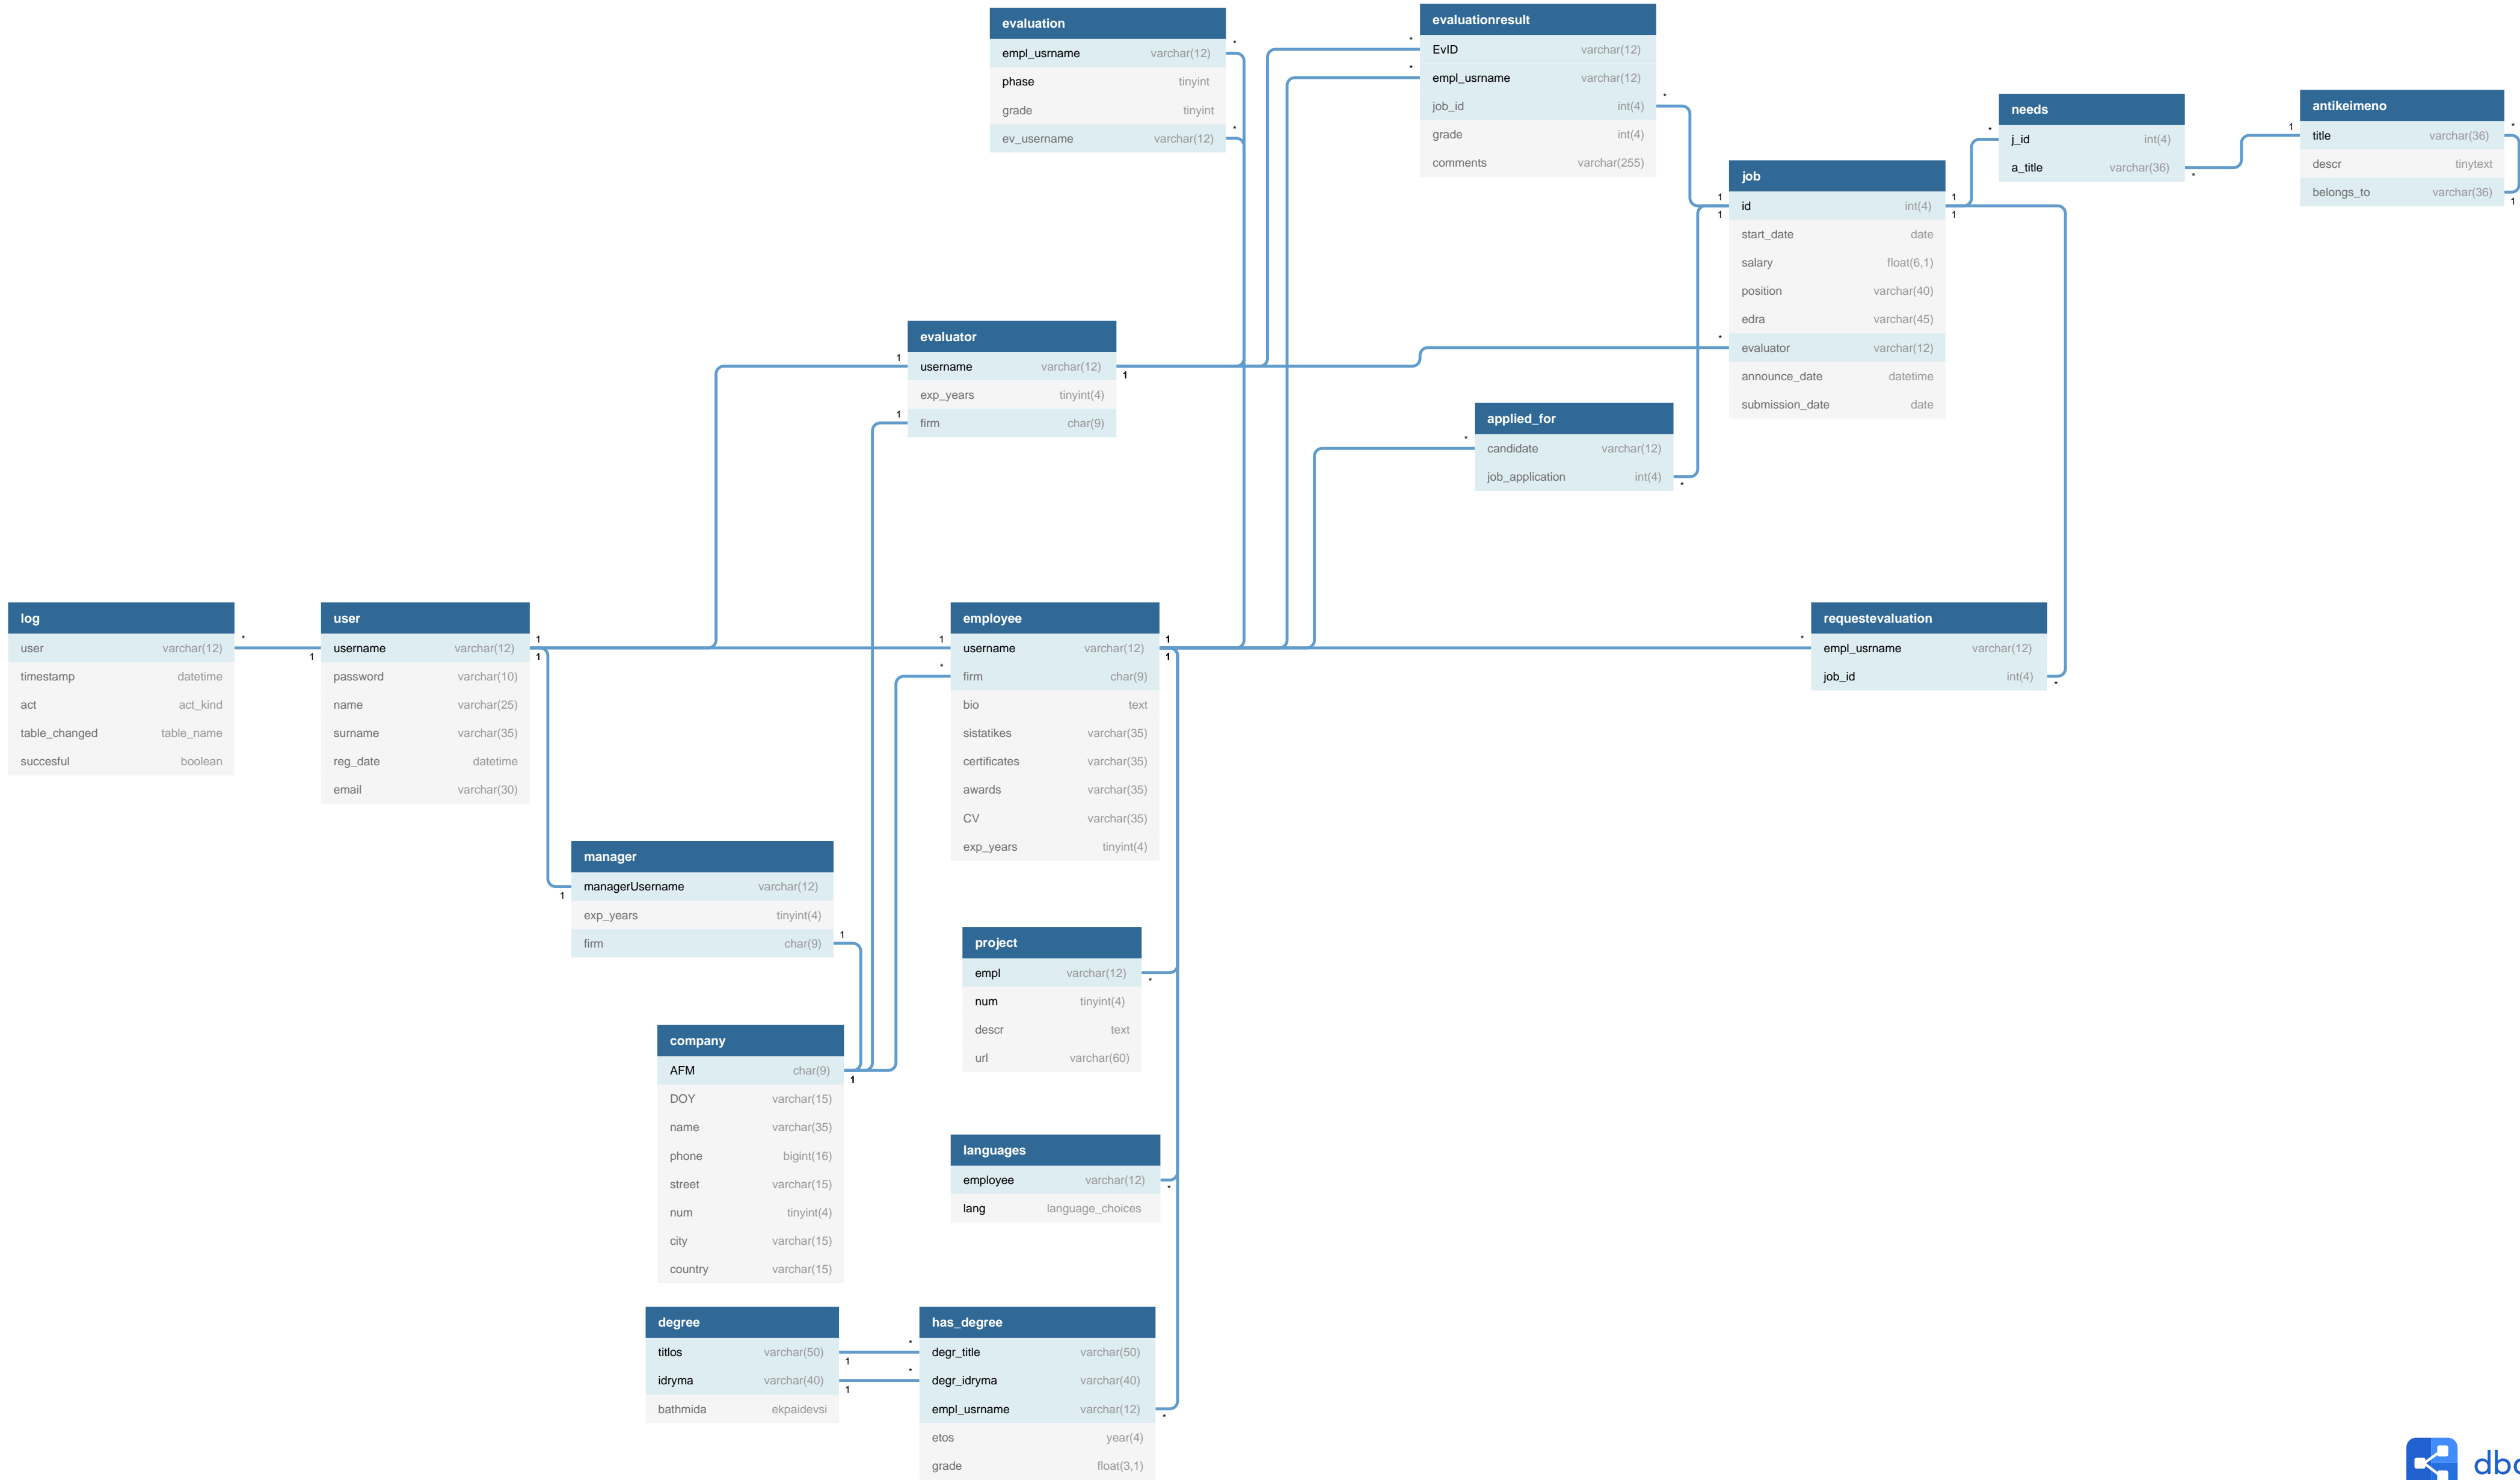 evaluation
empl_usrname varchar(12)
phase tinyint
grade tinyint
ev_username varchar(12)
evaluationresult
EvID varchar(12)
empl_usrname varchar(12)
job_id int(4)
grade int(4)
comments varchar(255)
needs
j_id int(4)
a_title varchar(36)
antikeimeno
title varchar(36)
descr tinytext
belongs_to varchar(36)
job
id int(4)
start_date date
salary float(6,1)
position varchar(40)
edra varchar(45)
evaluator varchar(12)
announce_date datetime
submission_date date
evaluator
username varchar(12)
exp_years tinyint(4)
firm char(9)
applied_for
candidate varchar(12)
job_application int(4)
log
user varchar(12)
timestamp datetime
act act_kind
table_changed table_name
succesful boolean
user
username varchar(12)
password varchar(10)
name varchar(25)
surname varchar(35)
reg_date datetime
email varchar(30)
employee
username varchar(12)
firm char(9)
bio text
sistatikes varchar(35)
certificates varchar(35)
awards varchar(35)
CV varchar(35)
exp_years tinyint(4)
requestevaluation
empl_usrname varchar(12)
job_id int(4)
manager
managerUsername varchar(12)
exp_years tinyint(4)
firm char(9)
project
empl varchar(12)
num tinyint(4)
descr text
url varchar(60)
company
AFM char(9)
DOY varchar(15)
name varchar(35)
phone bigint(16)
street varchar(15)
num tinyint(4)
city varchar(15)
country varchar(15)
languages
employee varchar(12)
lang language_choices
degree
titlos varchar(50)
idryma varchar(40)
bathmida ekpaidevsi
has_degree
degr_title varchar(50)
degr_idryma varchar(40)
empl_usrname varchar(12)
etos year(4)
grade float(3,1)